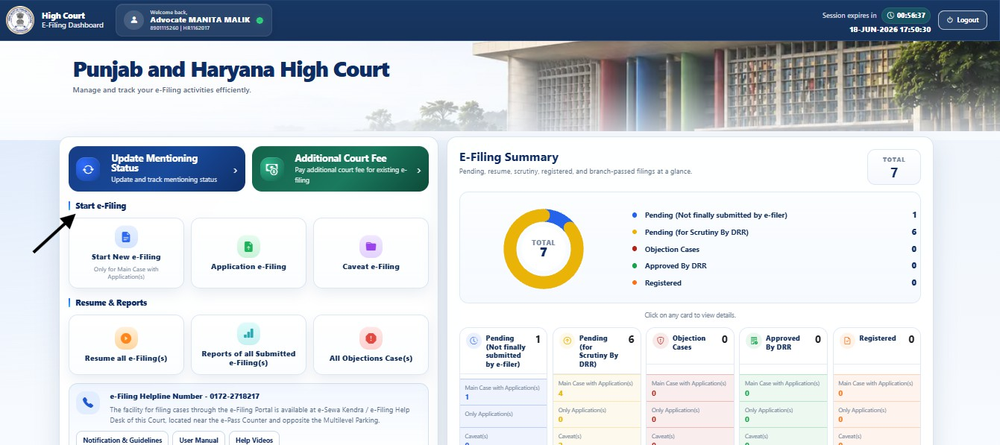 High Court
E-Filing Dashboard
Welcome back,
Advocate MANITA MALIK
8901115260 | HR1162017
Session expires in 00:56:37
18-JUN-2026 17:50:30
Logout
Punjab and Haryana High Court
Manage and track your e-Filing activities efficiently.
Update Mentioning
Status
Update and track mentioning status
Additional Court Fee
Pay additional court fee for existing e-
filing
Start e-Filing
Start New e-Filing
Only for Main Case with
Application(s)
Application e-Filing
Caveat e-Filing
Resume & Reports
Resume all e-Filing(s)
Reports of all Submitted
e-Filing(s)
All Objections Case(s)
e-Filing Helpline Number - 0172-2718217
The facility for filing cases through the e-Filing Portal is available at e-Sewa Kendra / e-Filing Help
Desk of this Court, located near the e-Pass Counter and opposite the Multilevel Parking.
Notification & Guidelines
User Manual
Help Videos
E-Filing Summary
Pending, resume, scrutiny, registered, and branch-passed filings at a glance.
TOTAL
7
TOTAL
7
Pending (Not finally submitted by e-filer) 1
Pending (for Scrutiny By DRR) 6
Objection Cases 0
Approved By DRR 0
Registered 0
Click on any card to view details.
Pending 1
(Not finally
submitted
by e-filer)
Main Case with Application(s)
1
Only Application(s)
Caveat(s)
Pending 6
(for
Scrutiny By
DRR)
Main Case with Application(s)
4
Only Application(s)
0
Caveat(s)
Objection 0
Cases
Main Case with Application(s)
0
Only Application(s)
0
Caveat(s)
Approved 0
By DRR
Main Case with Application(s)
0
Only Application(s)
0
Caveat(s)
Registered 0
Main Case with Application(s)
0
Only Application(s)
0
Caveat(s)